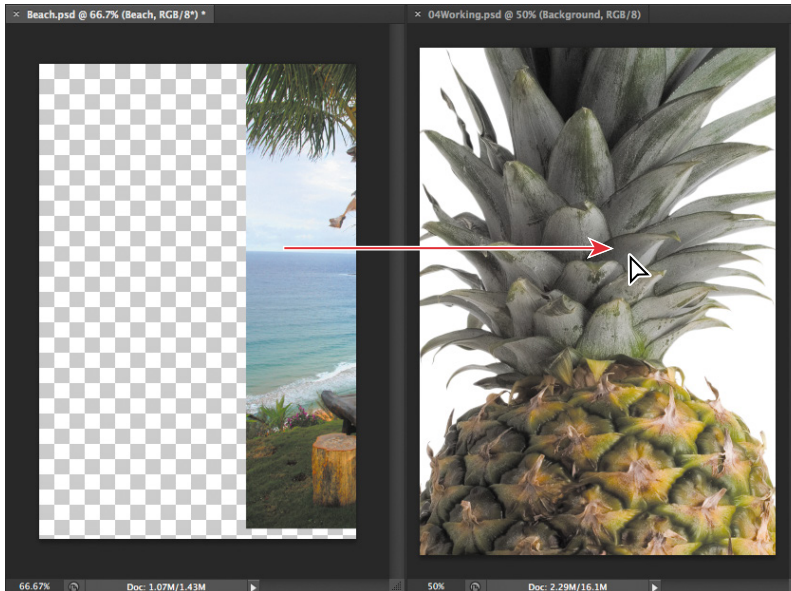 × Beach.psd @ 66.7% (Beach, RGB/8*) *
× 04Working.psd @ 50% (Background, RGB/8)
66.67% Doc: 1.07M/1.43M
50% Doc: 2.29M/16.1M